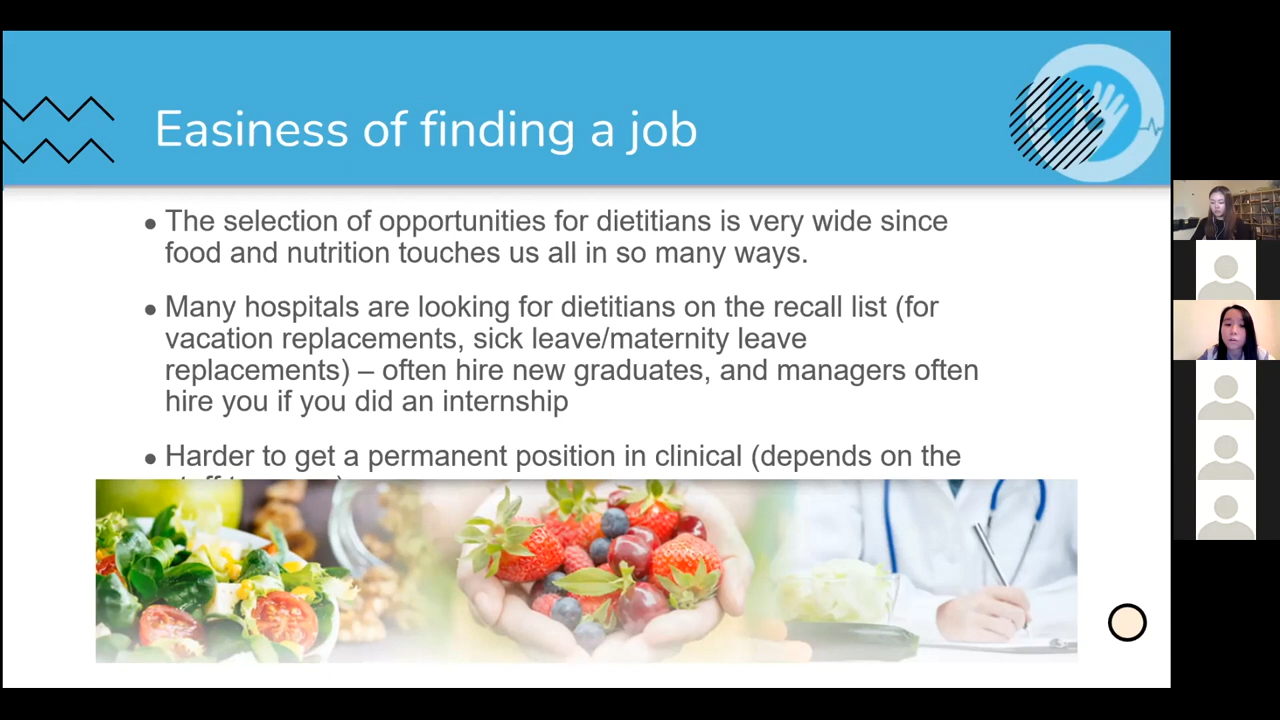 Easiness of finding a job
• The selection of opportunities for dietitians is very wide since
food and nutrition touches us all in so many ways.
• Many hospitals are looking for dietitians on the recall list (for
vacation replacements, sick leave/maternity leave
replacements) – often hire new graduates, and managers often
hire you if you did an internship
• Harder to get a permanent position in clinical (depends on the